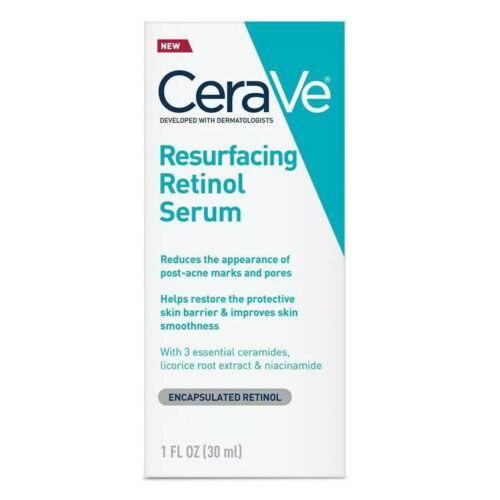 NEW
CeraVe®
DEVELOPED WITH DERMATOLOGISTS
Resurfacing
Retinol
Serum
Reduces the appearance of
post-acne marks and pores
Helps restore the protective
skin barrier & improves skin
smoothness
With 3 essential ceramides,
licorice root extract & niacinamide
ENCAPSULATED RETINOL
1 FL OZ (30 ml)